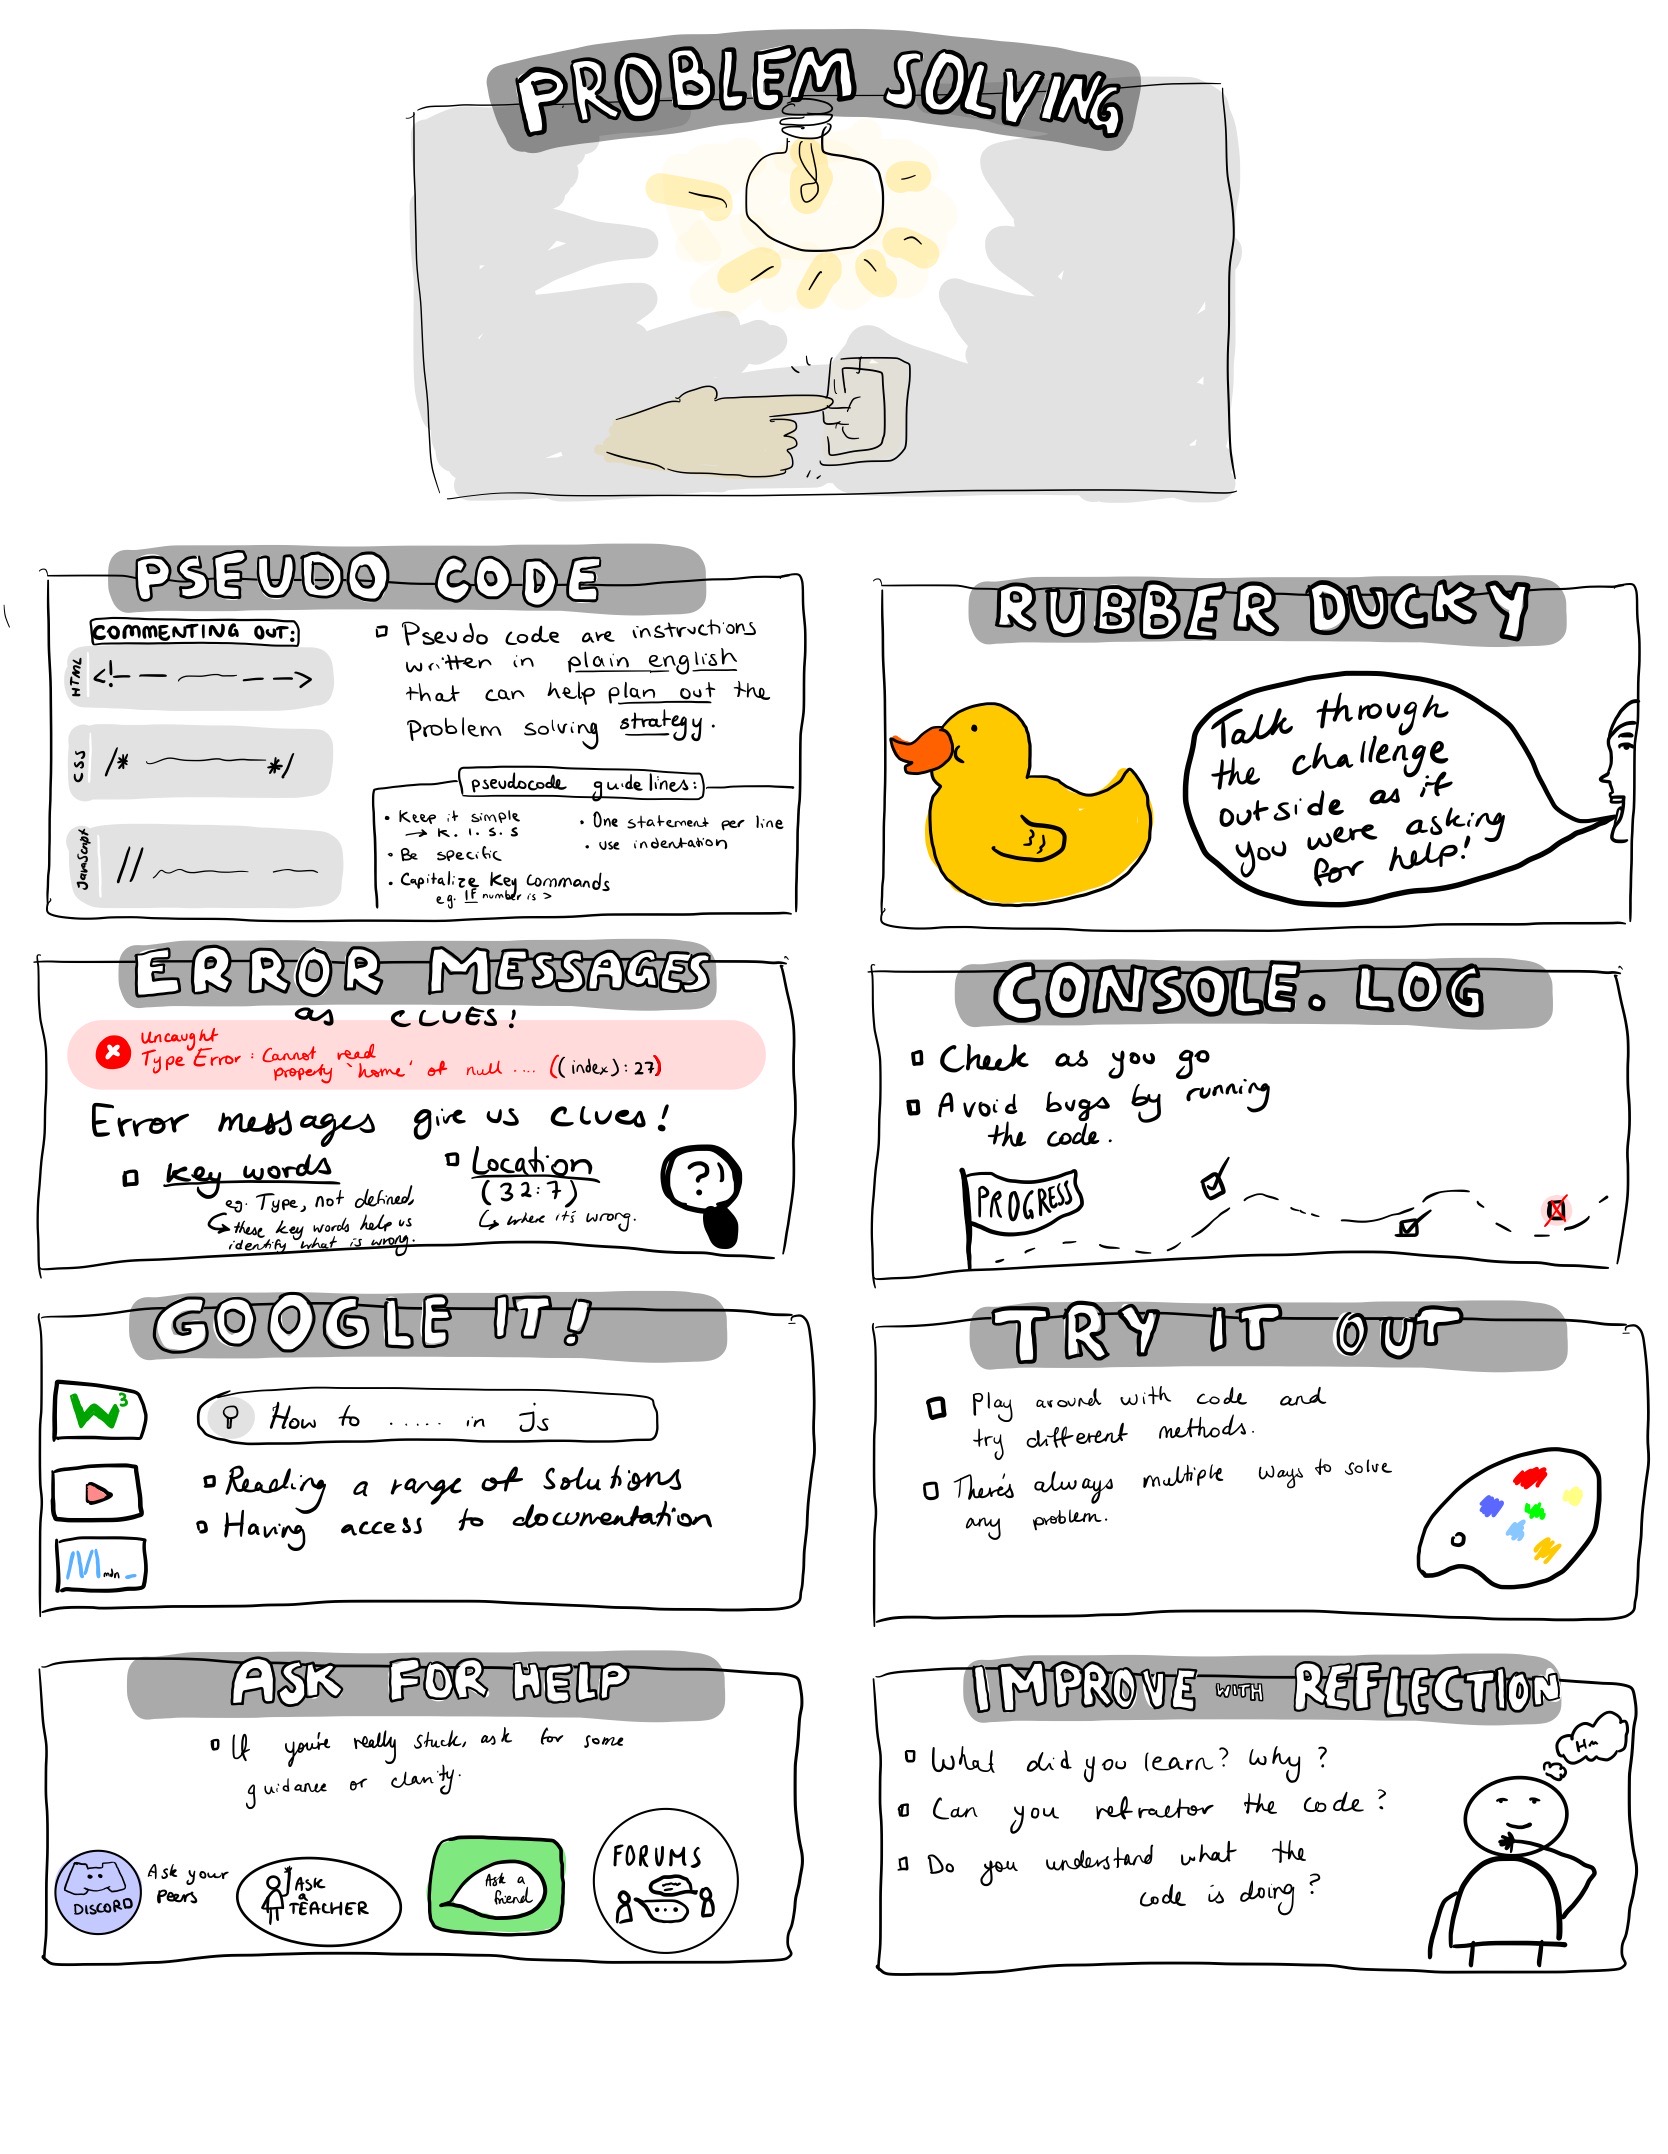 PROBLEM SOLVING
PSEUDO CODE
COMMENTING OUT:
HTML
<!-- -->
CSS
/* */
JavaScript
//
Pseudo code are instructions
written in plain english
that can help plan out the
Problem solving strategy.
pseudocode guidelines:
• Keep it simple
→ K. I. S. S
• Be specific
• Capitalize Key Commands
e.g. IF number is >
• One statement per line
• use indentation
RUBBER DUCKY
Talk through
the challenge
outside as if
you were asking
for help!
ERROR MESSAGES
as CLUES!
Uncaught
Type Error : Cannot read
property 'home' of null .... ((index):27)
Error messages give us clues!
Key words
eg. Type, not defined,
these key words help us
identify what is wrong.
Location
(32:7)
where it's wrong.
?
CONSOLE.LOG
Check as you go
Avoid bugs by running
the code.
PROGRESS
GOOGLE IT!
W3
How to ..... in js
Reading a range of solutions
Having access to documentation
M mdn _
TRY IT OUT
Play around with code and
try different methods.
There's always multiple ways to solve
any problem.
ASK FOR HELP
If you're really stuck, ask for some
guidance or clarity.
DISCORD
Ask your
peers
ASK
a
TEACHER
Ask a
friend
FORUMS
IMPROVE WITH REFLECTION
What did you learn? Why?
Can you refractor the code?
Do you understand what the
code is doing?
Hm